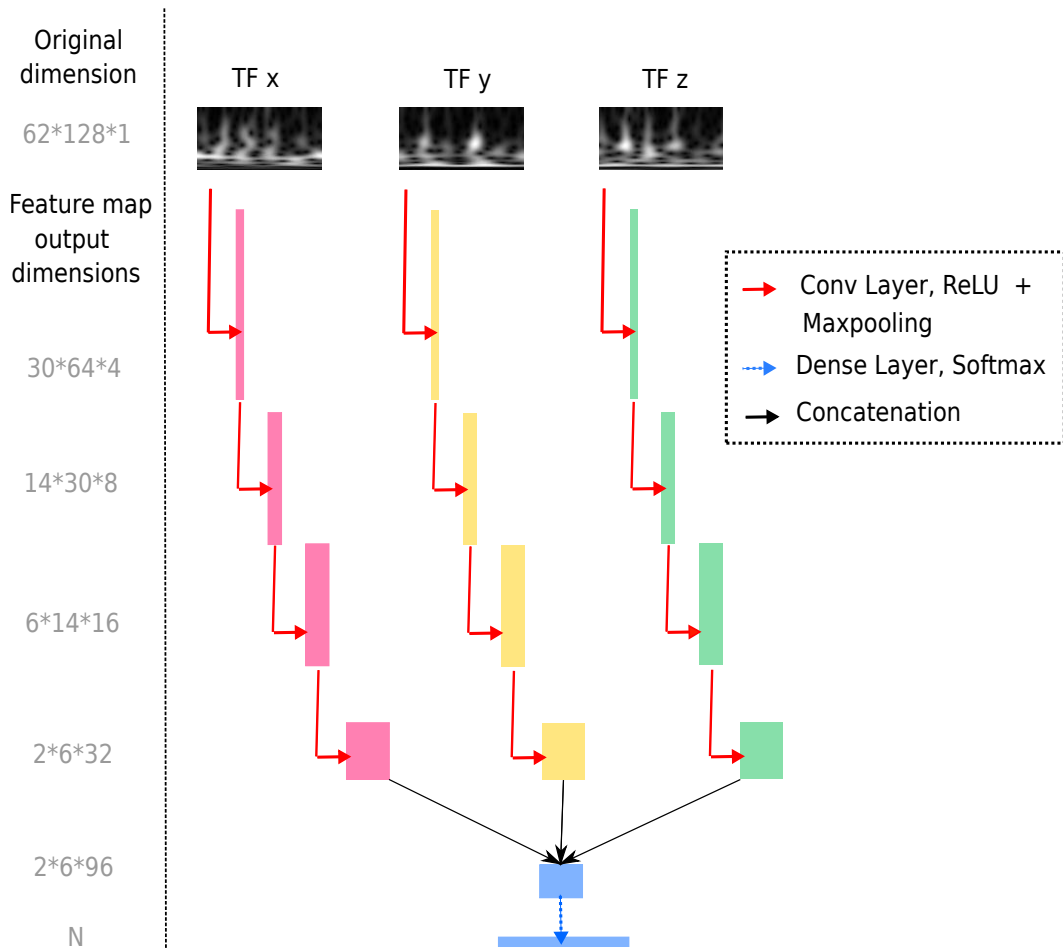 Original
dimension
TF x
TF y
TF z
62*128*1
Feature map
output
dimensions
30*64*4
14*30*8
6*14*16
2*6*32
2*6*96
N
Conv Layer, ReLU +
Maxpooling
Dense Layer, Softmax
Concatenation